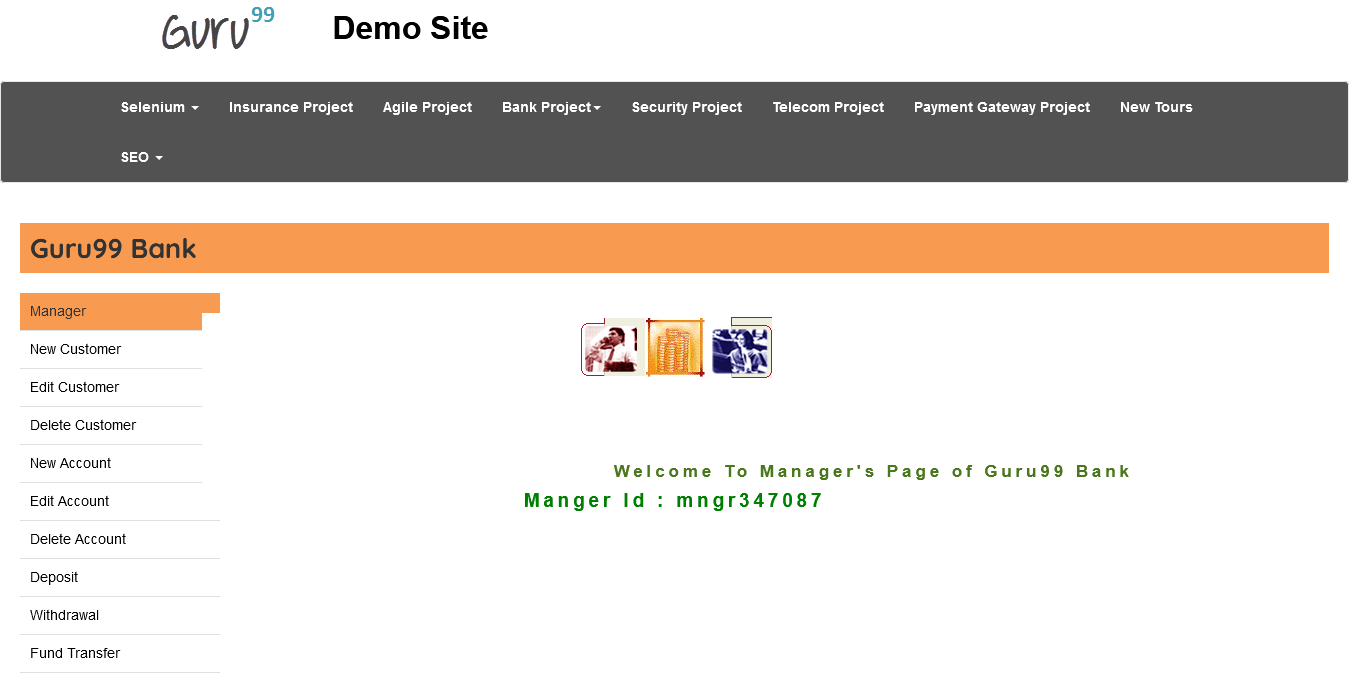 Guru99
Demo Site
Selenium Insurance Project Agile Project Bank Project Security Project Telecom Project Payment Gateway Project New Tours
SEO
Guru99 Bank
Manager
New Customer
Edit Customer
Delete Customer
New Account
Edit Account
Delete Account
Deposit
Withdrawal
Fund Transfer
Welcome To Manager's Page of Guru99 Bank
Manger Id : mngr347087